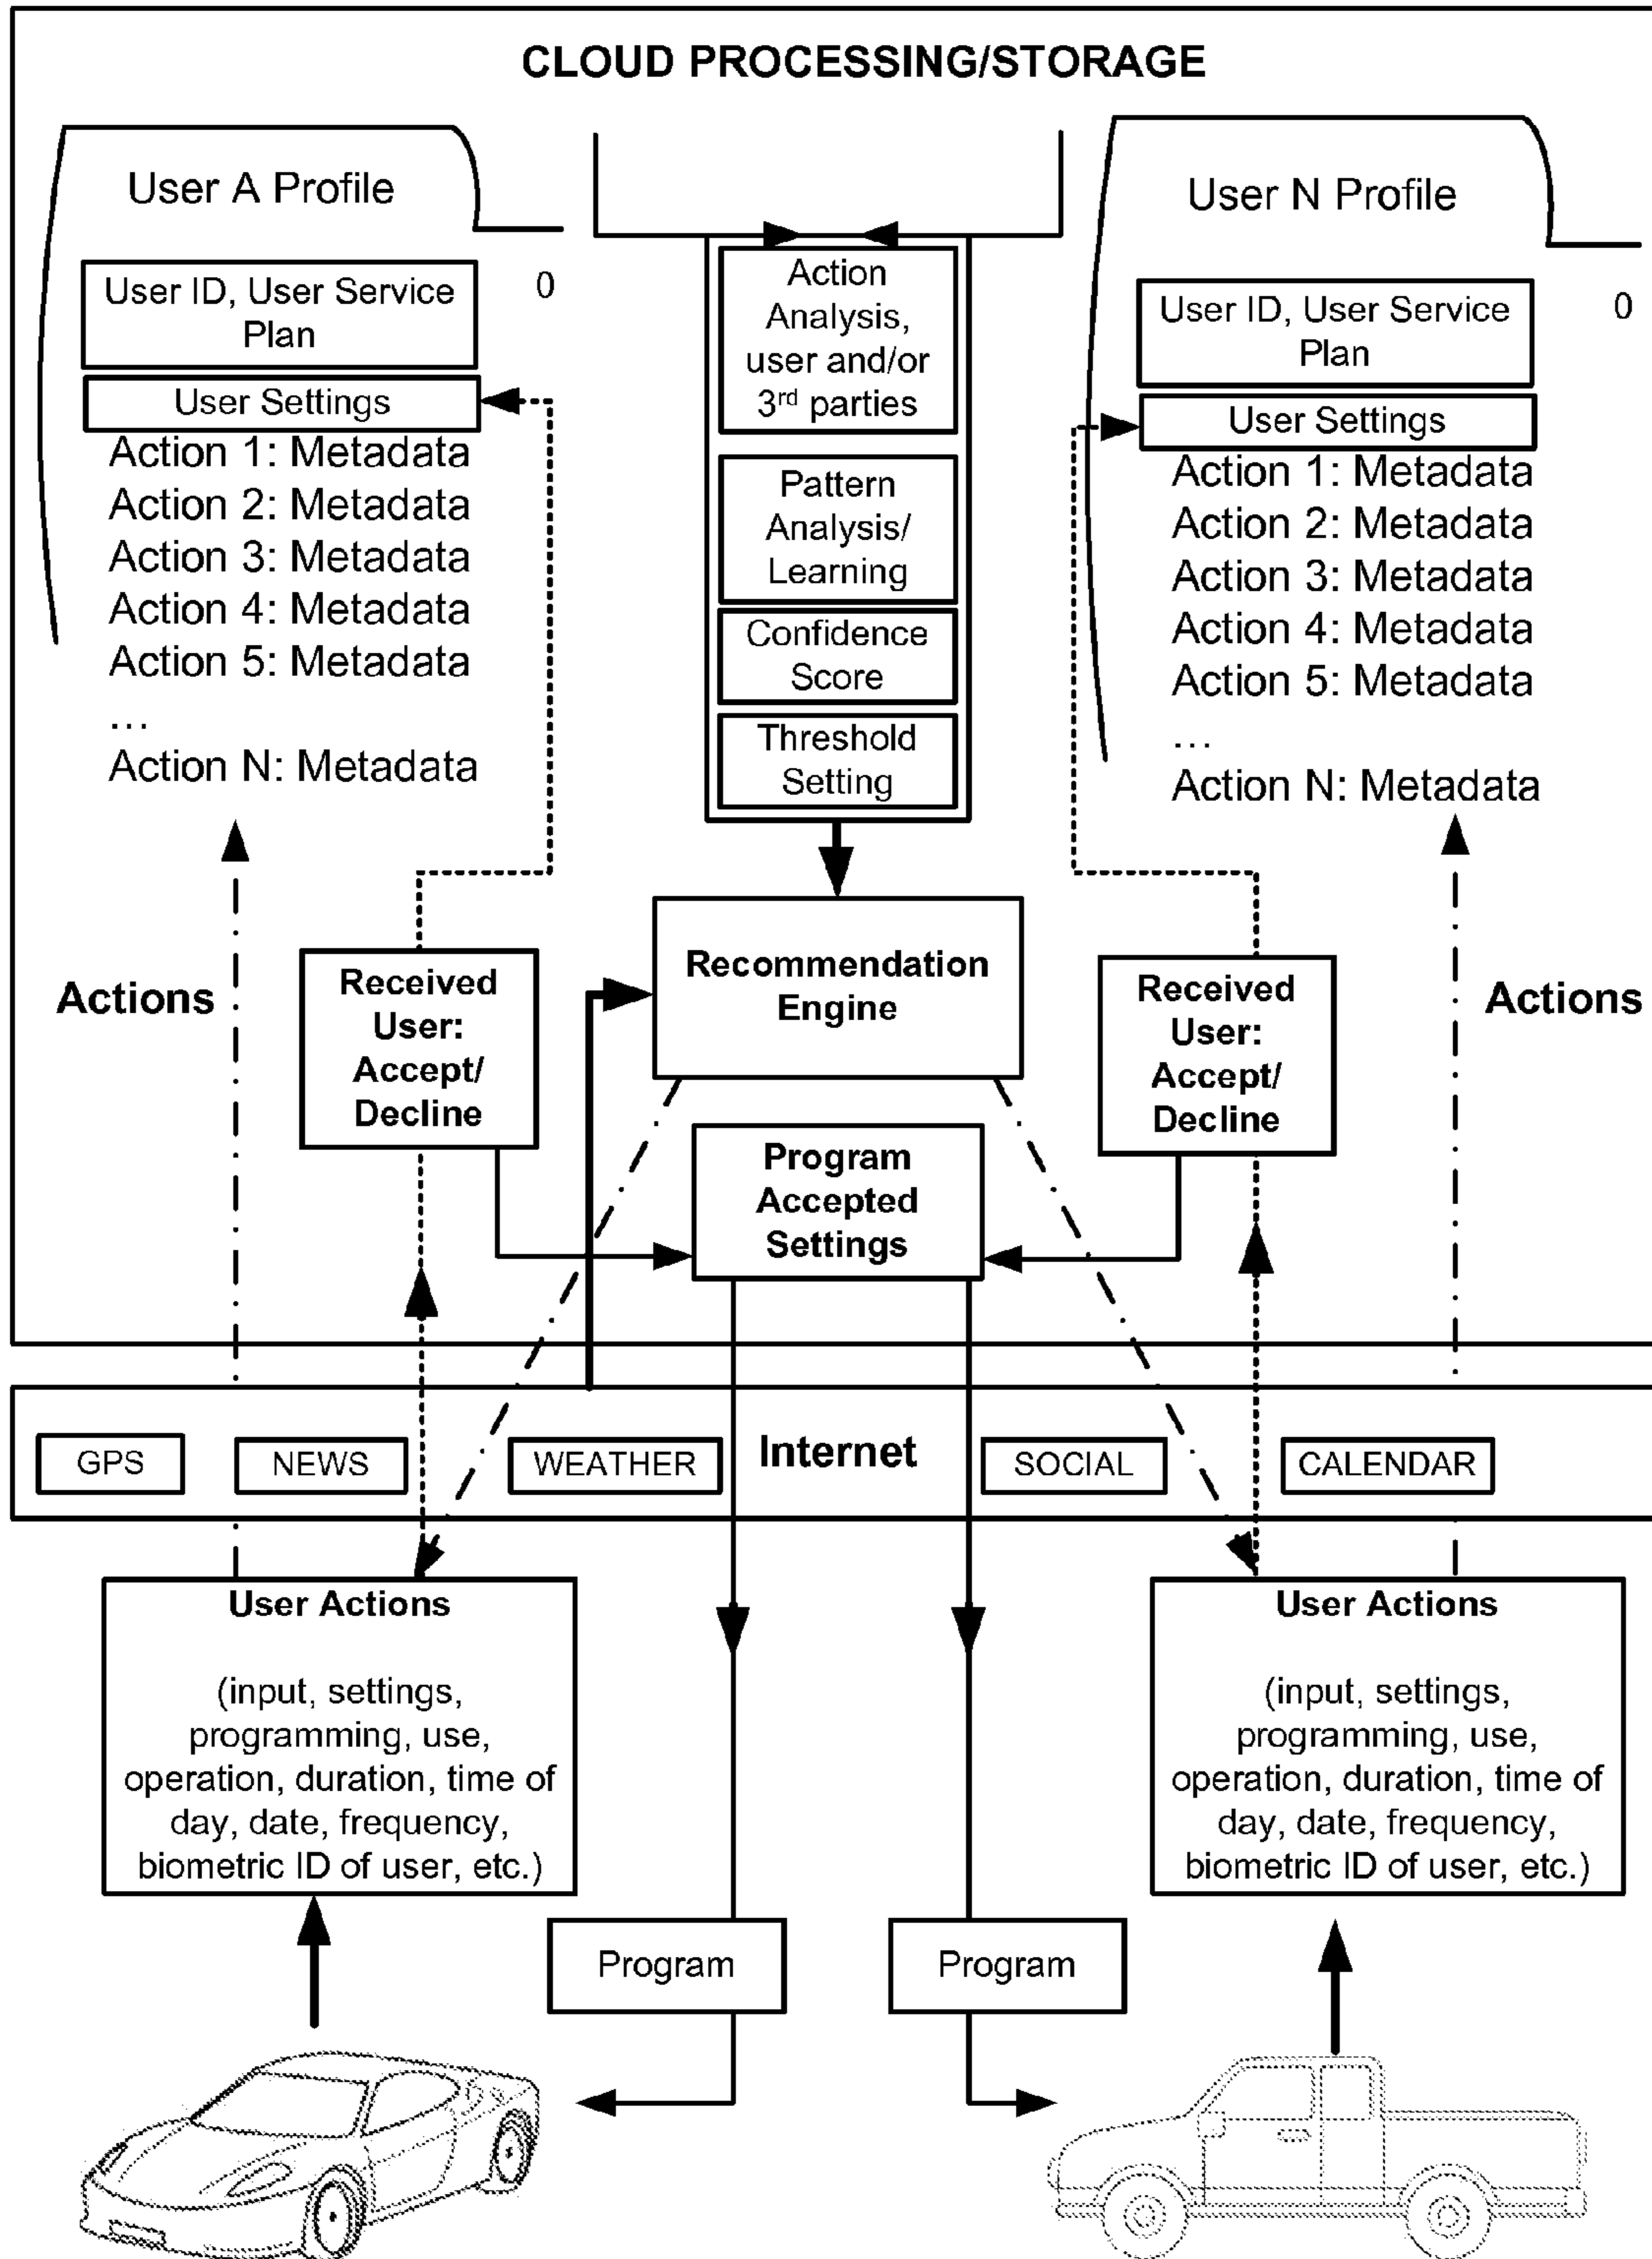 CLOUD PROCESSING/STORAGE
User A Profile
User ID, User Service
Plan
0
User Settings
Action 1: Metadata
Action 2: Metadata
Action 3: Metadata
Action 4: Metadata
Action 5: Metadata
...
Action N: Metadata
Action
Analysis,
user and/or
3rd parties
Pattern
Analysis/
Learning
Confidence
Score
Threshold
Setting
User N Profile
User ID, User Service
Plan
0
User Settings
Action 1: Metadata
Action 2: Metadata
Action 3: Metadata
Action 4: Metadata
Action 5: Metadata
...
Action N: Metadata
Actions
Received
User:
Accept/
Decline
Recommendation
Engine
Received
User:
Accept/
Decline
Actions
Program
Accepted
Settings
GPS
NEWS
WEATHER
Internet
SOCIAL
CALENDAR
User Actions
(input, settings,
programming, use,
operation, duration, time of
day, date, frequency,
biometric ID of user, etc.)
User Actions
(input, settings,
programming, use,
operation, duration, time of
day, date, frequency,
biometric ID of user, etc.)
Program
Program